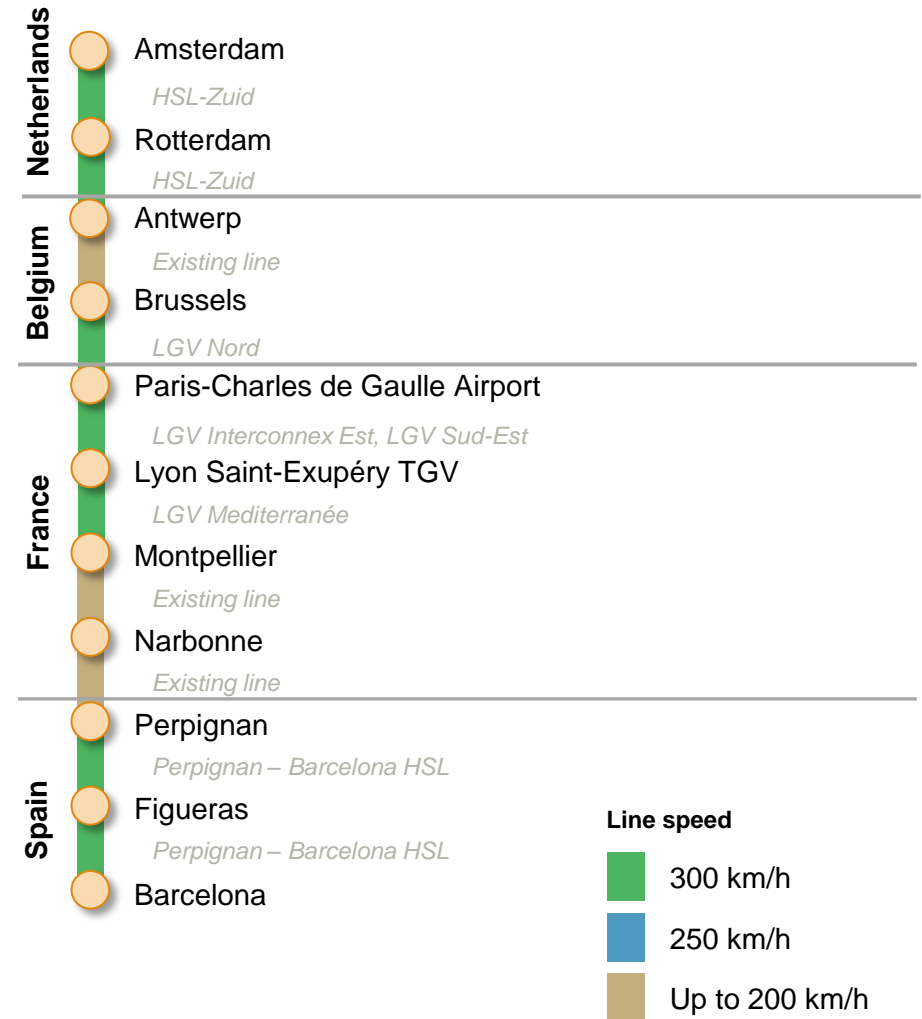 Netherlands
Amsterdam
HSL-Zuid
Rotterdam
HSL-Zuid
Belgium
Antwerp
Existing line
Brussels
LGV Nord
France
Paris-Charles de Gaulle Airport
LGV Interconnex Est, LGV Sud-Est
Lyon Saint-Exupéry TGV
LGV Mediterranée
Montpellier
Existing line
Narbonne
Existing line
Spain
Perpignan
Perpignan – Barcelona HSL
Figueras
Perpignan – Barcelona HSL
Barcelona
Line speed
300 km/h
250 km/h
Up to 200 km/h